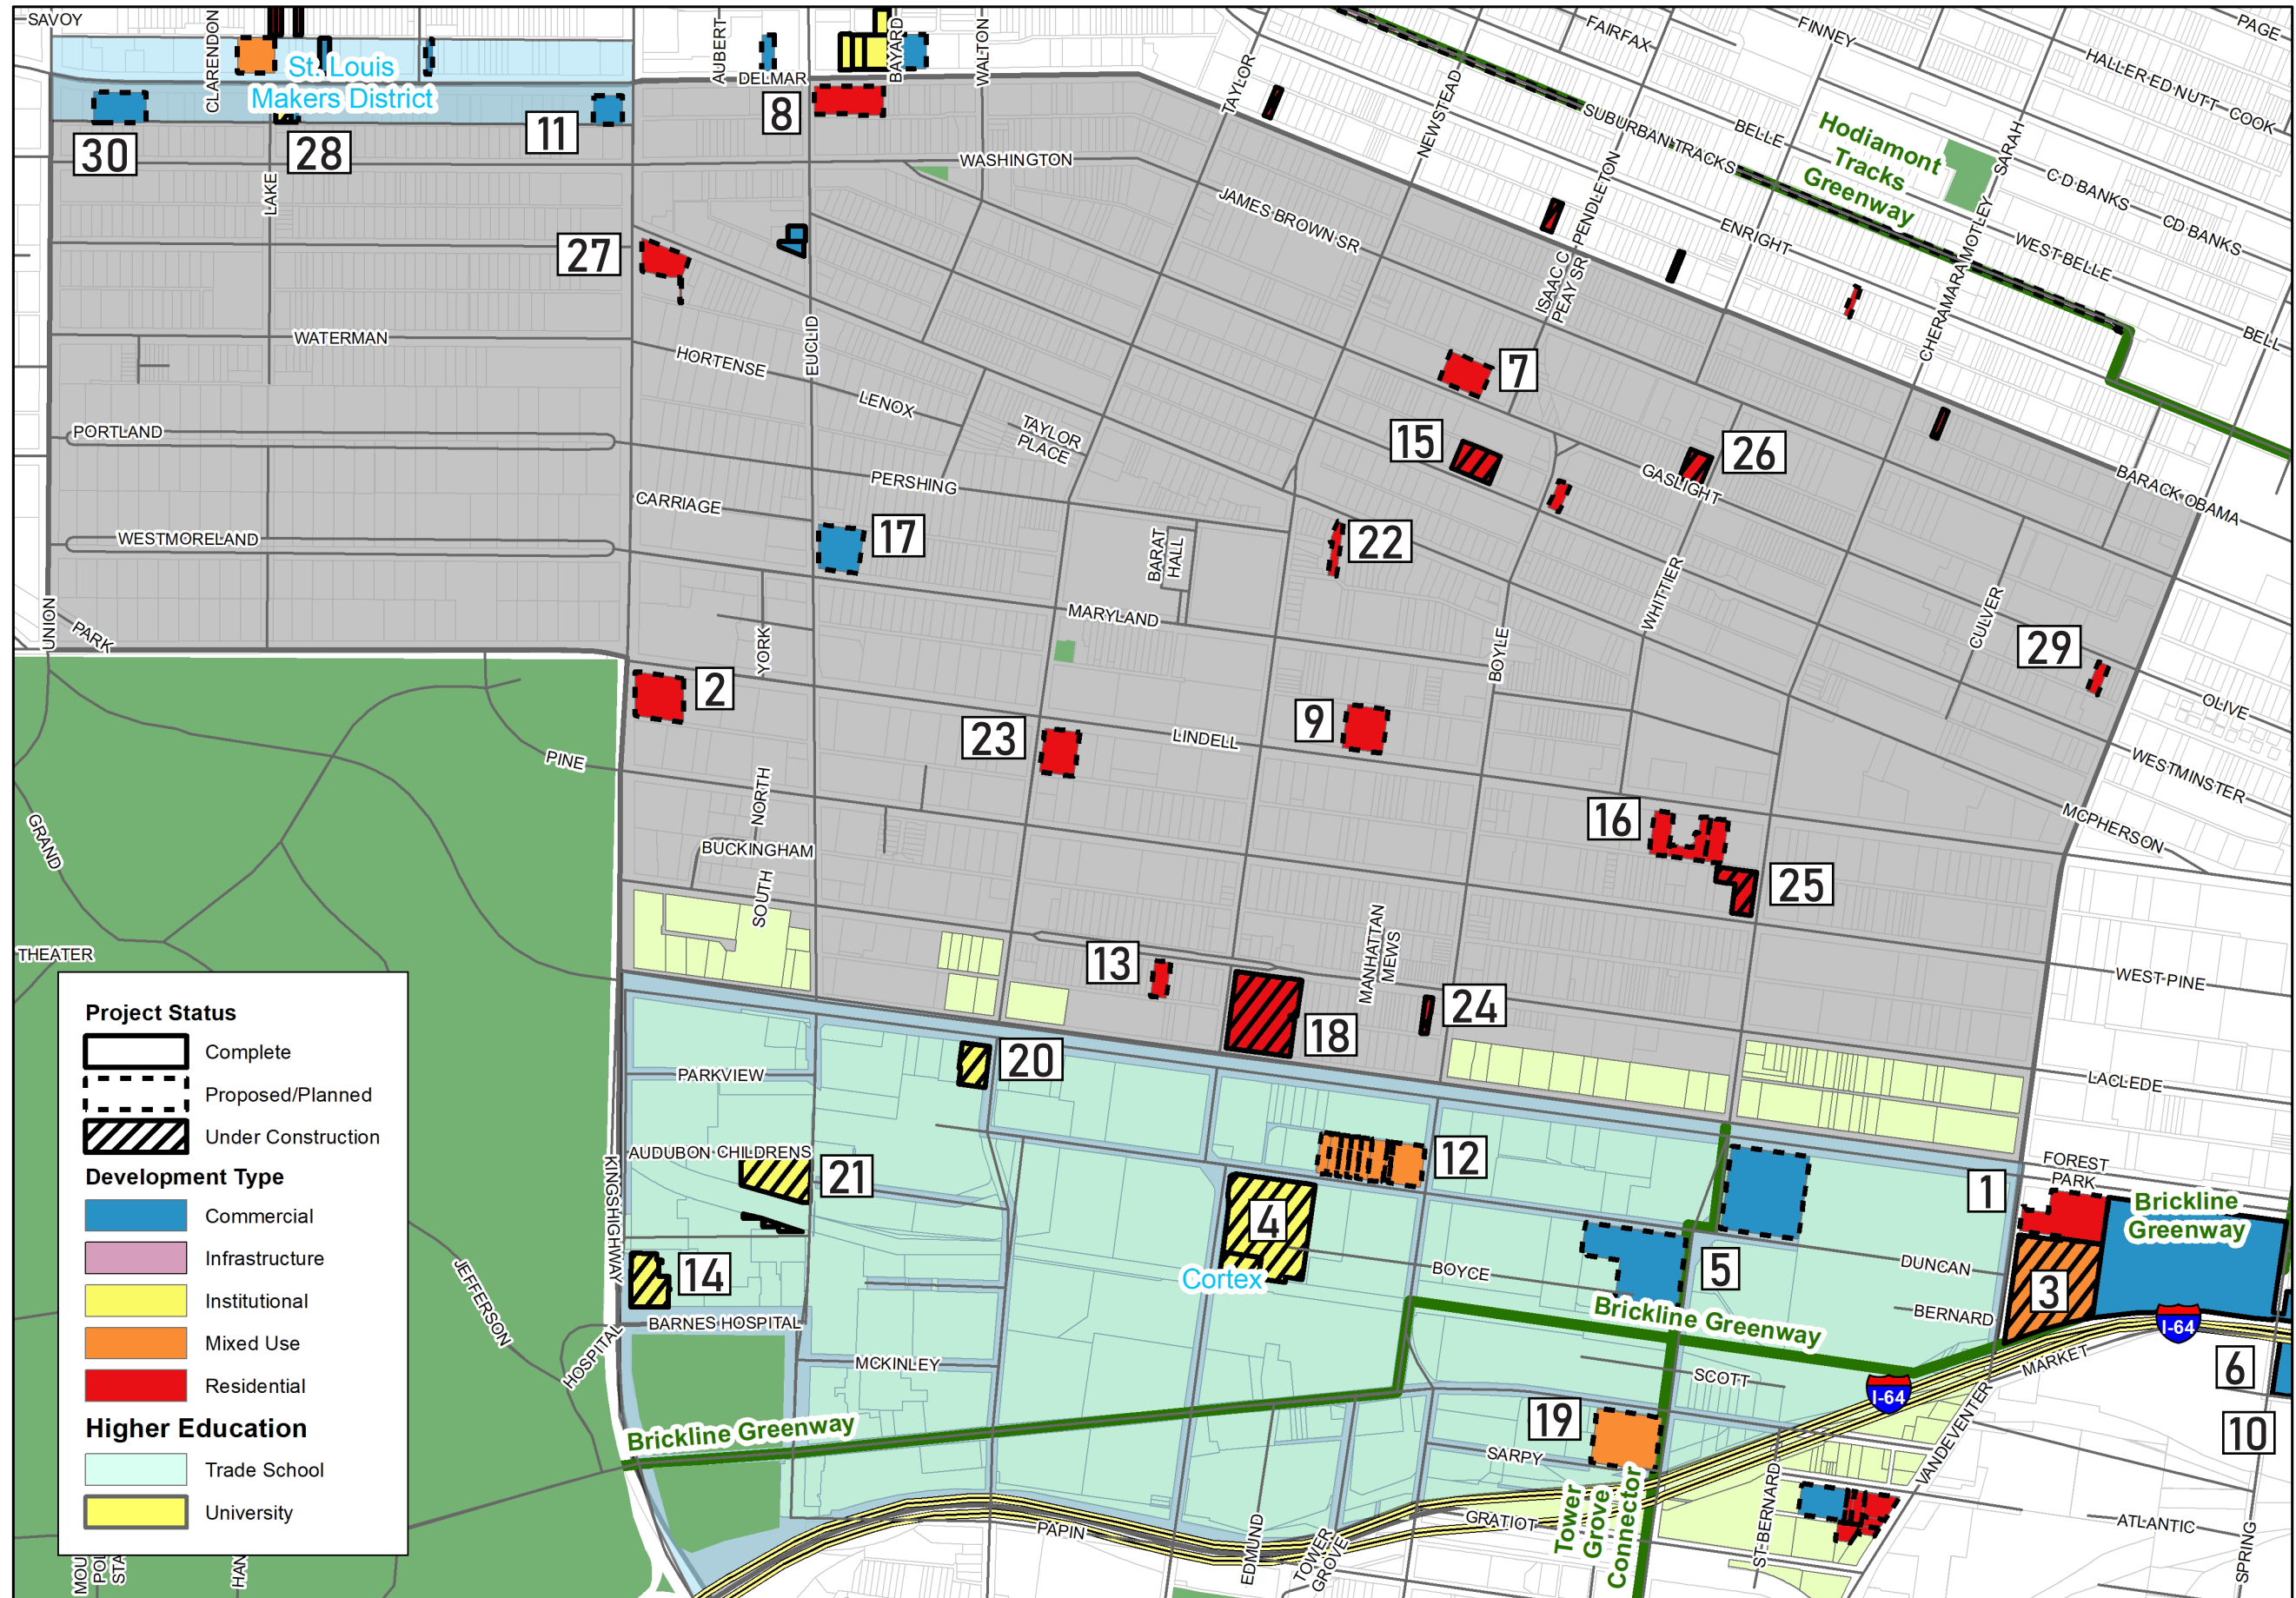 SAVOY
CLARENDON
AUBERT
BAYARD
WALTON
DELMAR
St. Louis
Makers District
30
28
11
8
LAKE
WASHINGTON
TAYLOR
NEWSTEAD
FAIRFAX
FINNEY
PAGE
HALLER-ED-NUTT
COOK
SUBURBAN TRACKS
BELLE
Hodiamont
Tracks
Greenway
SARAH
C D BANKS
CD BANKS
WEST BELLE
BELL
ENRIGHT
PENDLETON
ISAAC C
PEAY SR
CHERAMARAMOTLEY
JAMES BROWN SR
27
EUCLID
WATERMAN
HORTENSE
LENOX
TAYLOR
PLACE
7
15
26
GASLIGHT
BARACK OBAMA
PORTLAND
PERSHING
CARRIAGE
WESTMORELAND
17
BARAT
HALL
22
WHITTIER
CULVER
UNION
PARK
YORK
MARYLAND
BOYLE
29
OLIVE
2
23
LINDELL
9
WESTMINSTER
PINE
MCPHERSON
GRAND
NORTH
SOUTH
BUCKINGHAM
16
25
THEATER
13
18
MANHATTAN
MEWS
24
WEST PINE
LACLEDE
Project Status
Complete
Proposed/Planned
Under Construction
Development Type
Commercial
Infrastructure
Institutional
Mixed Use
Residential
Higher Education
Trade School
University
20
PARKVIEW
AUDUBON
CHILDRENS
21
KINGSHIGHWAY
14
12
4
Cortex
BOYCE
5
1
FOREST
PARK
Brickline
Greenway
DUNCAN
BERNARD
3
I-64
MARKET
6
JEFFERSON
HOSPITAL
BARNES HOSPITAL
MCKINLEY
Brickline Greenway
Brickline Greenway
SCOTT
I-64
VANDEVENTER
10
19
SARPY
Tower
Grove
Connector
ST BERNARD
GRATIOT
PAPIN
EDMUND
TOWER
GROVE
ATLANTIC
SPRING
MOU
POL
STA
HAN